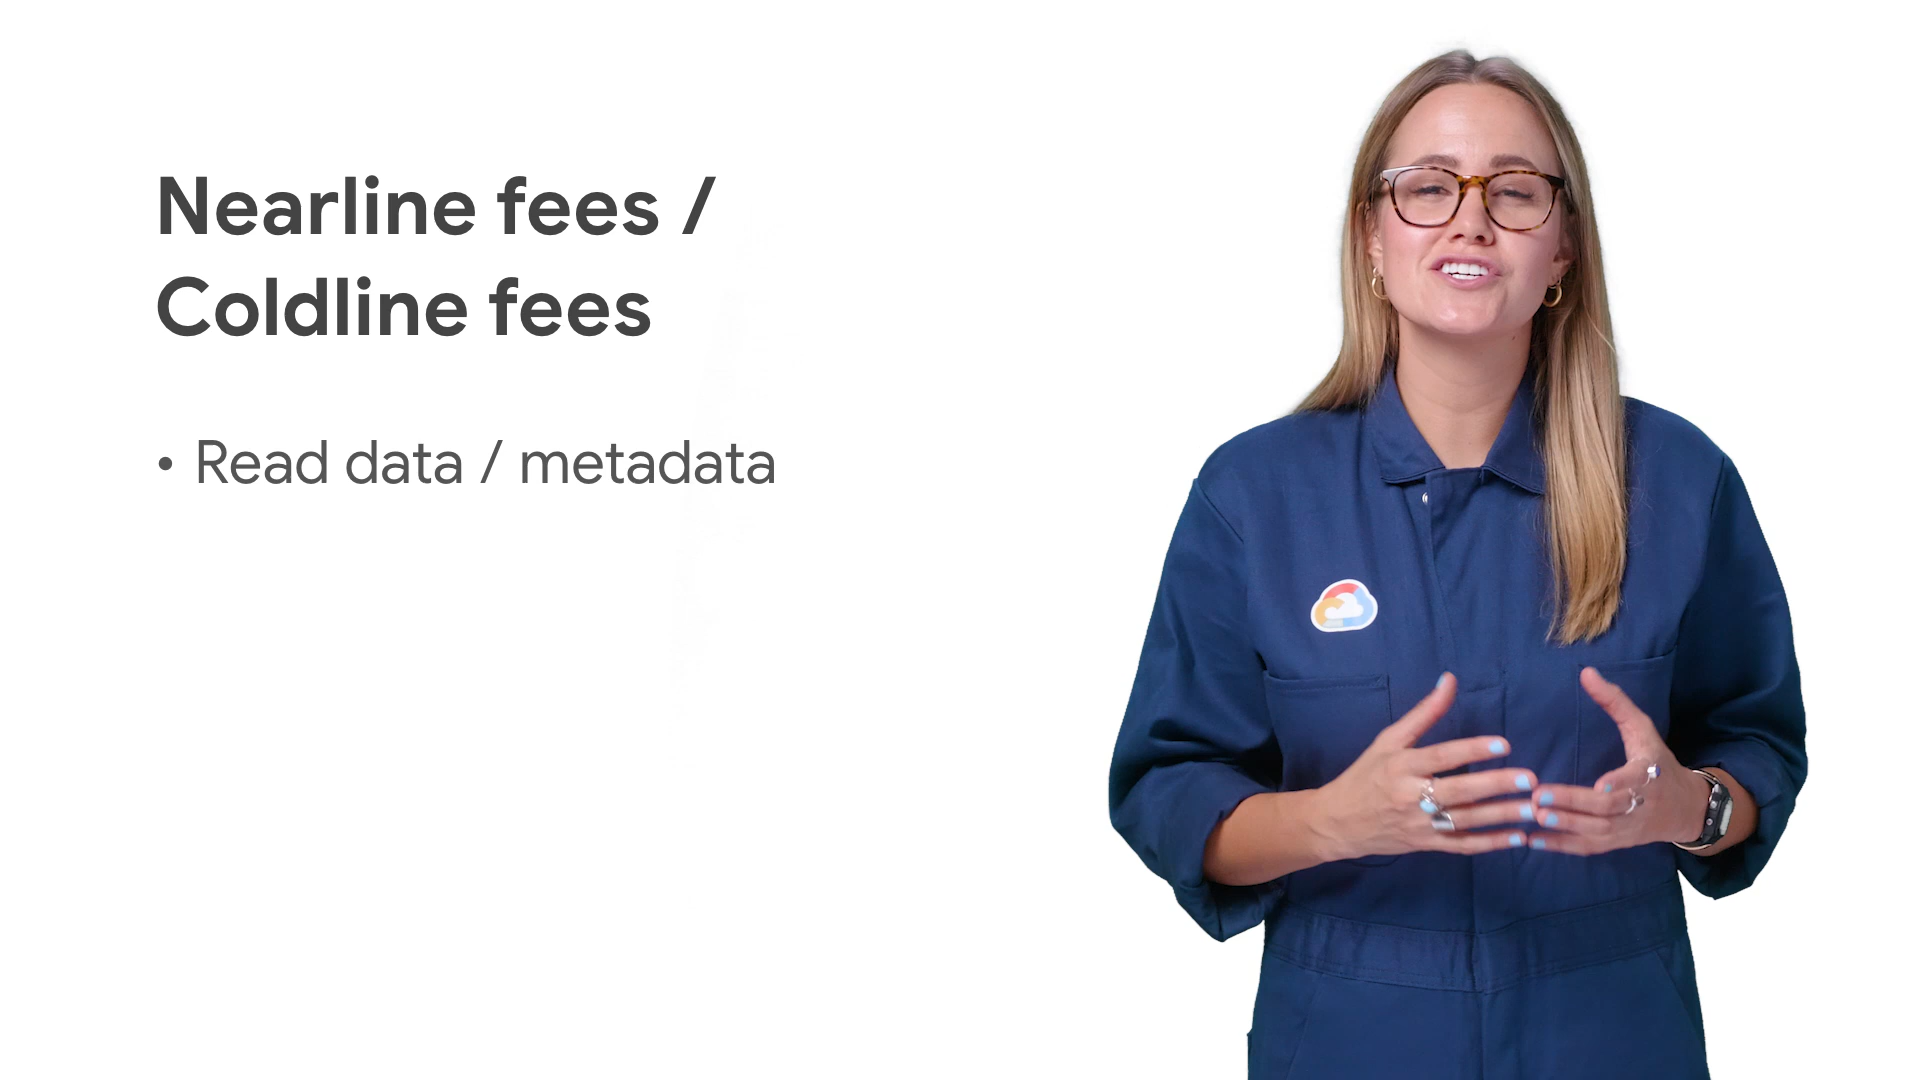 Nearline fees /
Coldline fees
• Read data / metadata